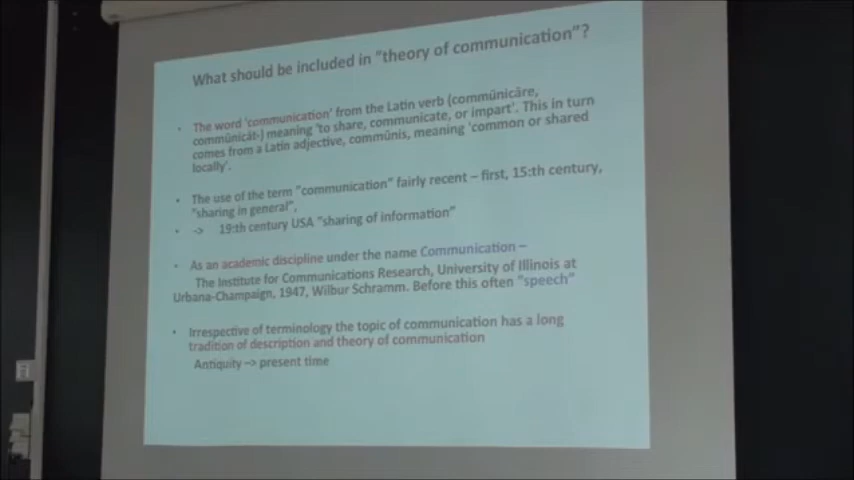 What should be included in "theory of communication"?
• The word 'communication' from the Latin verb (commūnicāre,
commūnicāt-) meaning 'to share, communicate, or impart'. This in turn
comes from a Latin adjective, commūnis, meaning 'common or shared
locally'.
• The use of the term "communication" fairly recent – first, 15:th century,
"sharing in general",
• -> 19:th century USA "sharing of information"
• As an academic discipline under the name Communication –
The Institute for Communications Research, University of Illinois at
Urbana-Champaign, 1947, Wilbur Schramm. Before this often "speech"
• Irrespective of terminology the topic of communication has a long
tradition of description and theory of communication
Antiquity –> present time